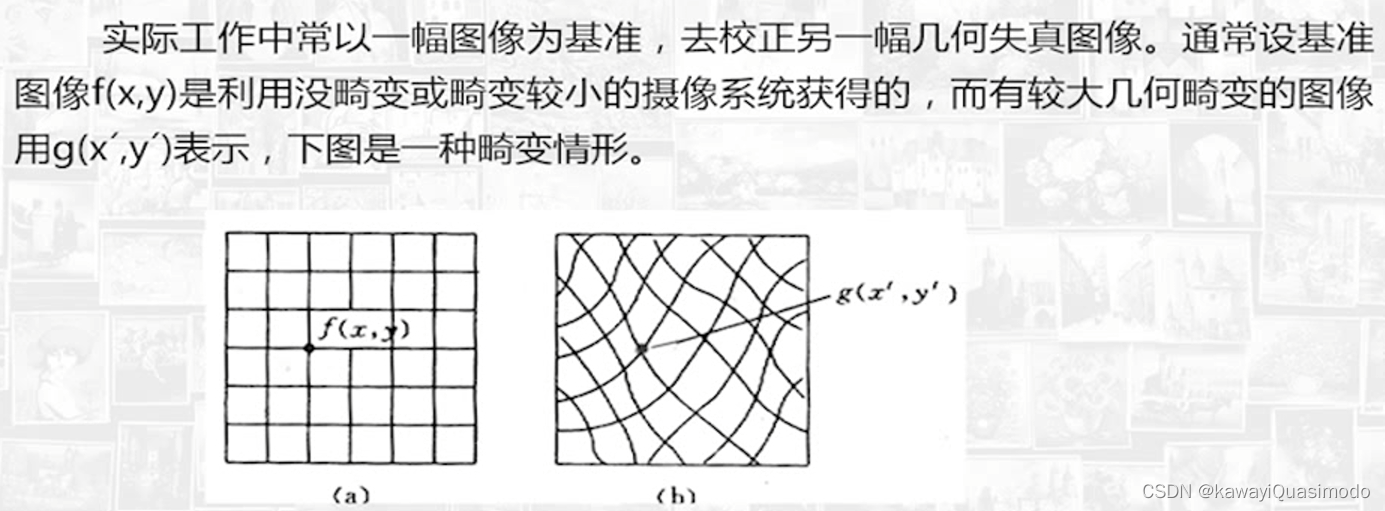 实际工作中常以一幅图像为基准，去校正另一幅几何失真图像。通常设基准
图像f(x,y)是利用没畸变或畸变较小的摄像系统获得的，而有较大几何畸变的图像
用g(x´,y´)表示，下图是一种畸变情形。
f(x,y)
g(x',y')
(a)
(b)
CSDN @kawayiQuasimodo